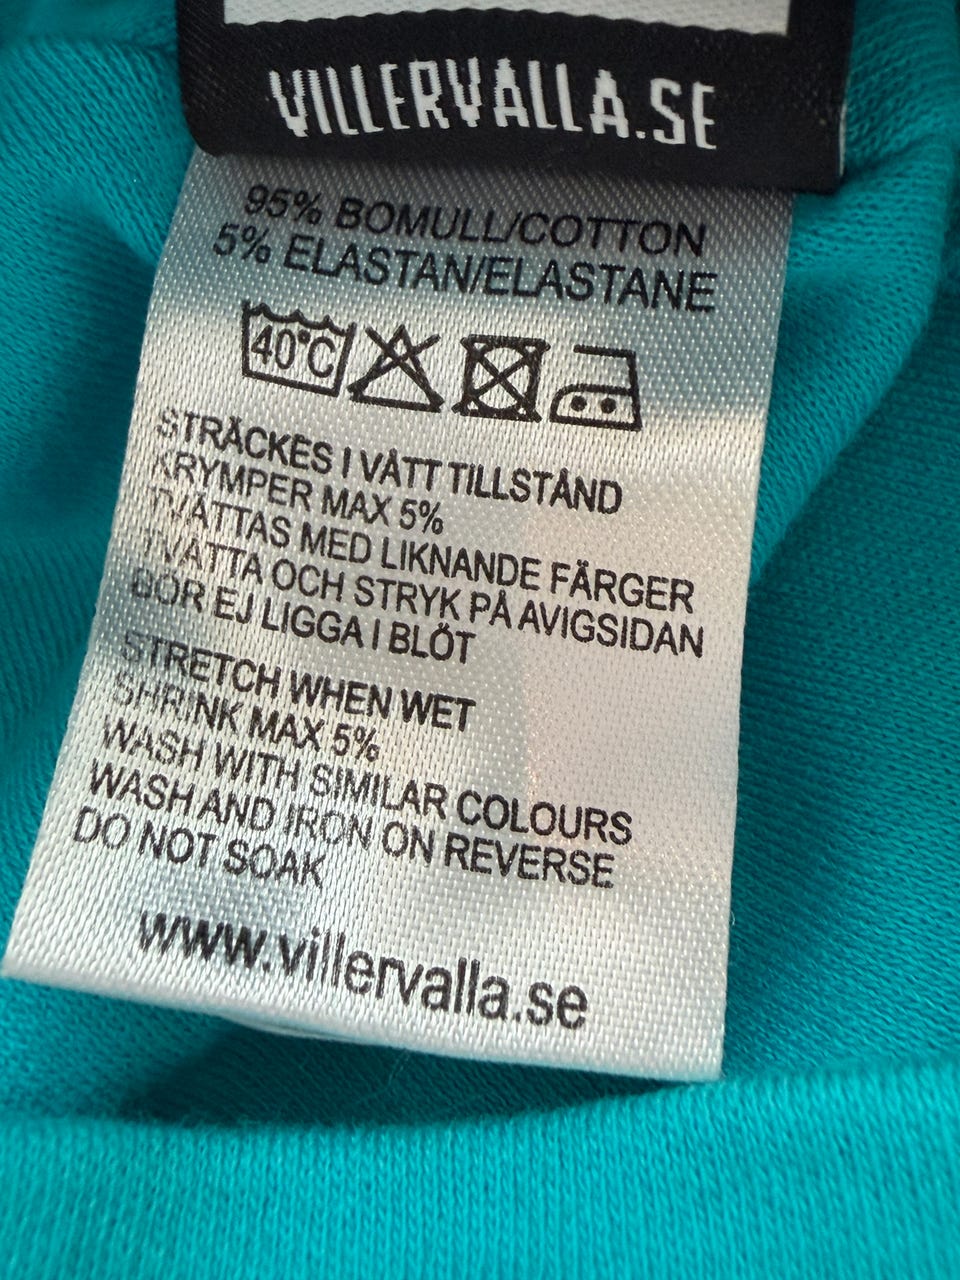 VILLERVALLA.SE
95% BOMULL/COTTON
5% ELASTAN/ELASTANE
40°C
STRÄCKES I VÅTT TILLSTÅND
KRYMPER MAX 5%
TVÄTTAS MED LIKNANDE FÄRGER
TVÄTTA OCH STRYK PÅ AVIGSIDAN
BÖR EJ LIGGA I BLÖT
STRETCH WHEN WET
SHRINK MAX 5%
WASH WITH SIMILAR COLOURS
WASH AND IRON ON REVERSE
DO NOT SOAK
www.villervalla.se